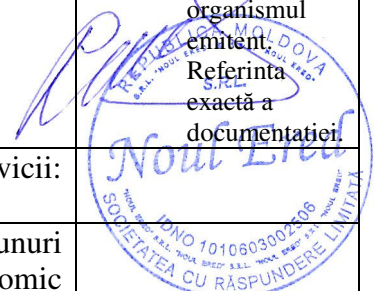 organismul
emitent.
Referinta
exactă a
documentatiei.
REPUBLICA MOLDOVA
S.R.L. "NOUL ERED"
S.R.L.
Noul Ered
IDNO 1010603002506
SOCIETATEA CU RĂSPUNDERE LIMITATĂ
vicii:
unuri
omic